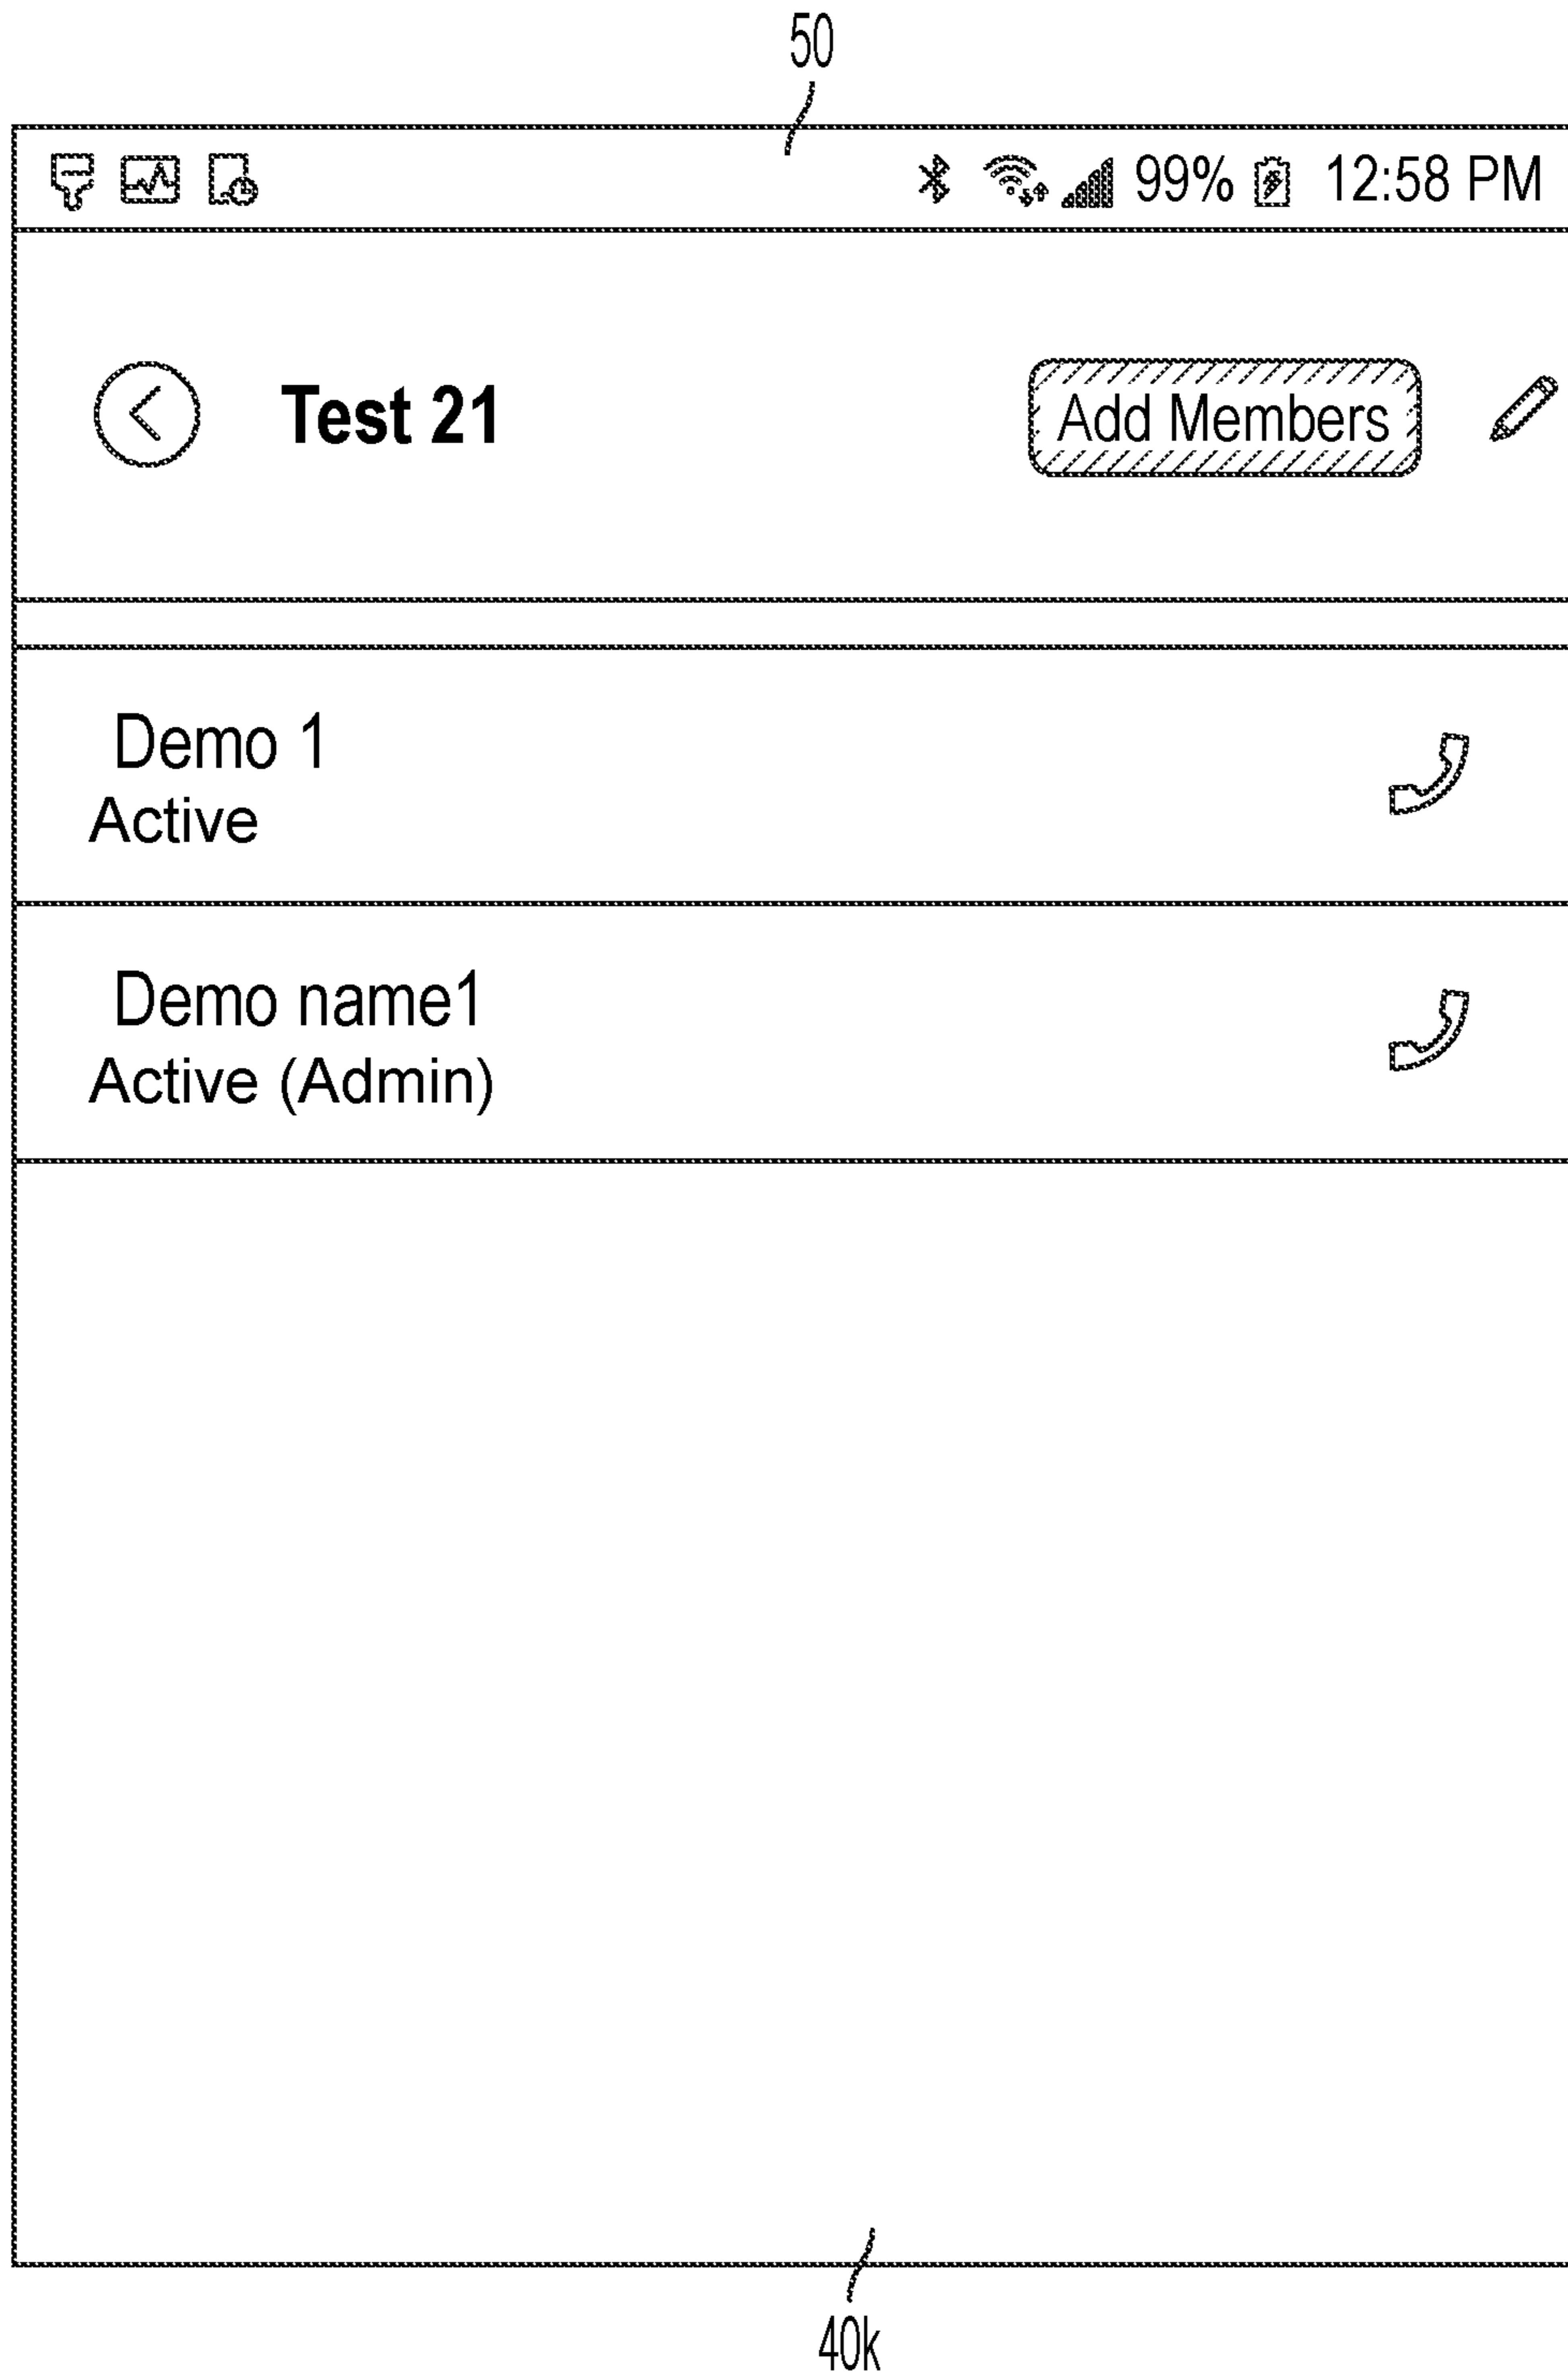 50
99% 12:58 PM
Test 21 Add Members
Demo 1
Active
Demo name1
Active (Admin)
40k